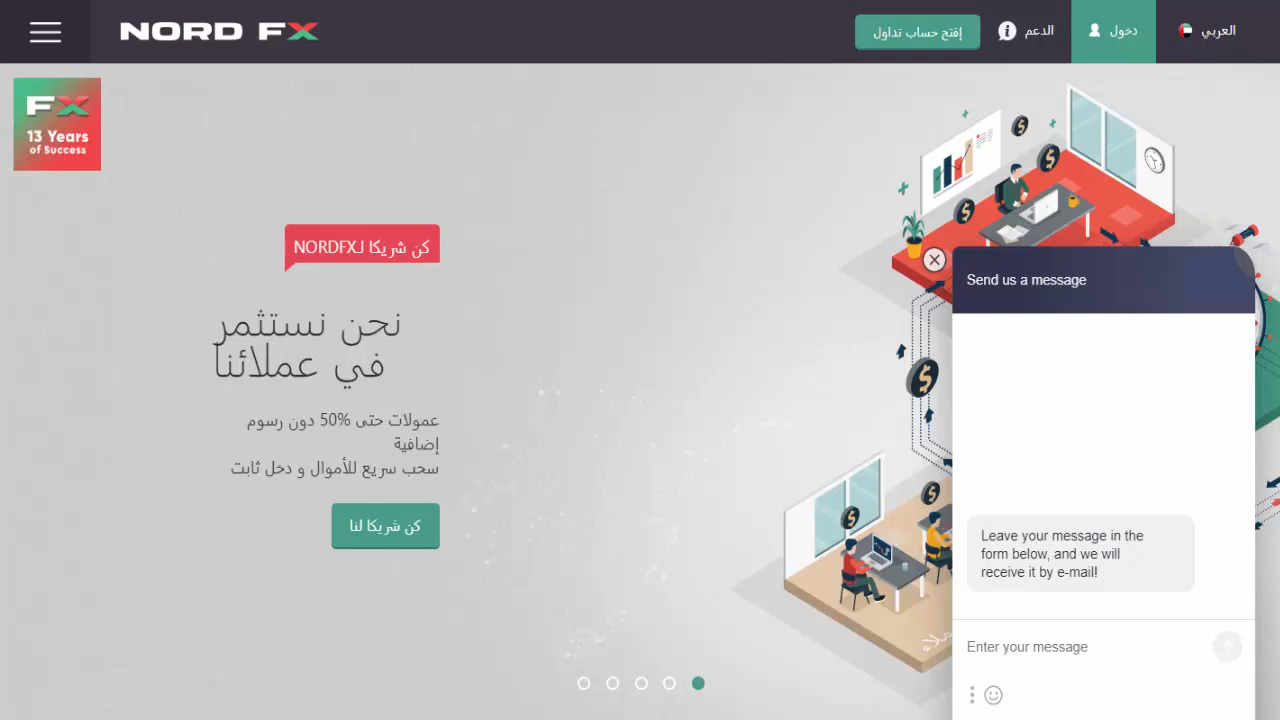 NORD FX
إفتح حساب تداول
الدعم
دخول
العربي
FX
13 Years
of Success
كن شريكا لـNORDFX
نحن نستثمر
في عملائنا
عمولات حتى 50% دون رسوم
إضافية
سحب سريع للأموال و دخل ثابت
كن شريكا لنا
Send us a message
Leave your message in the
form below, and we will
receive it by e-mail!
Enter your message